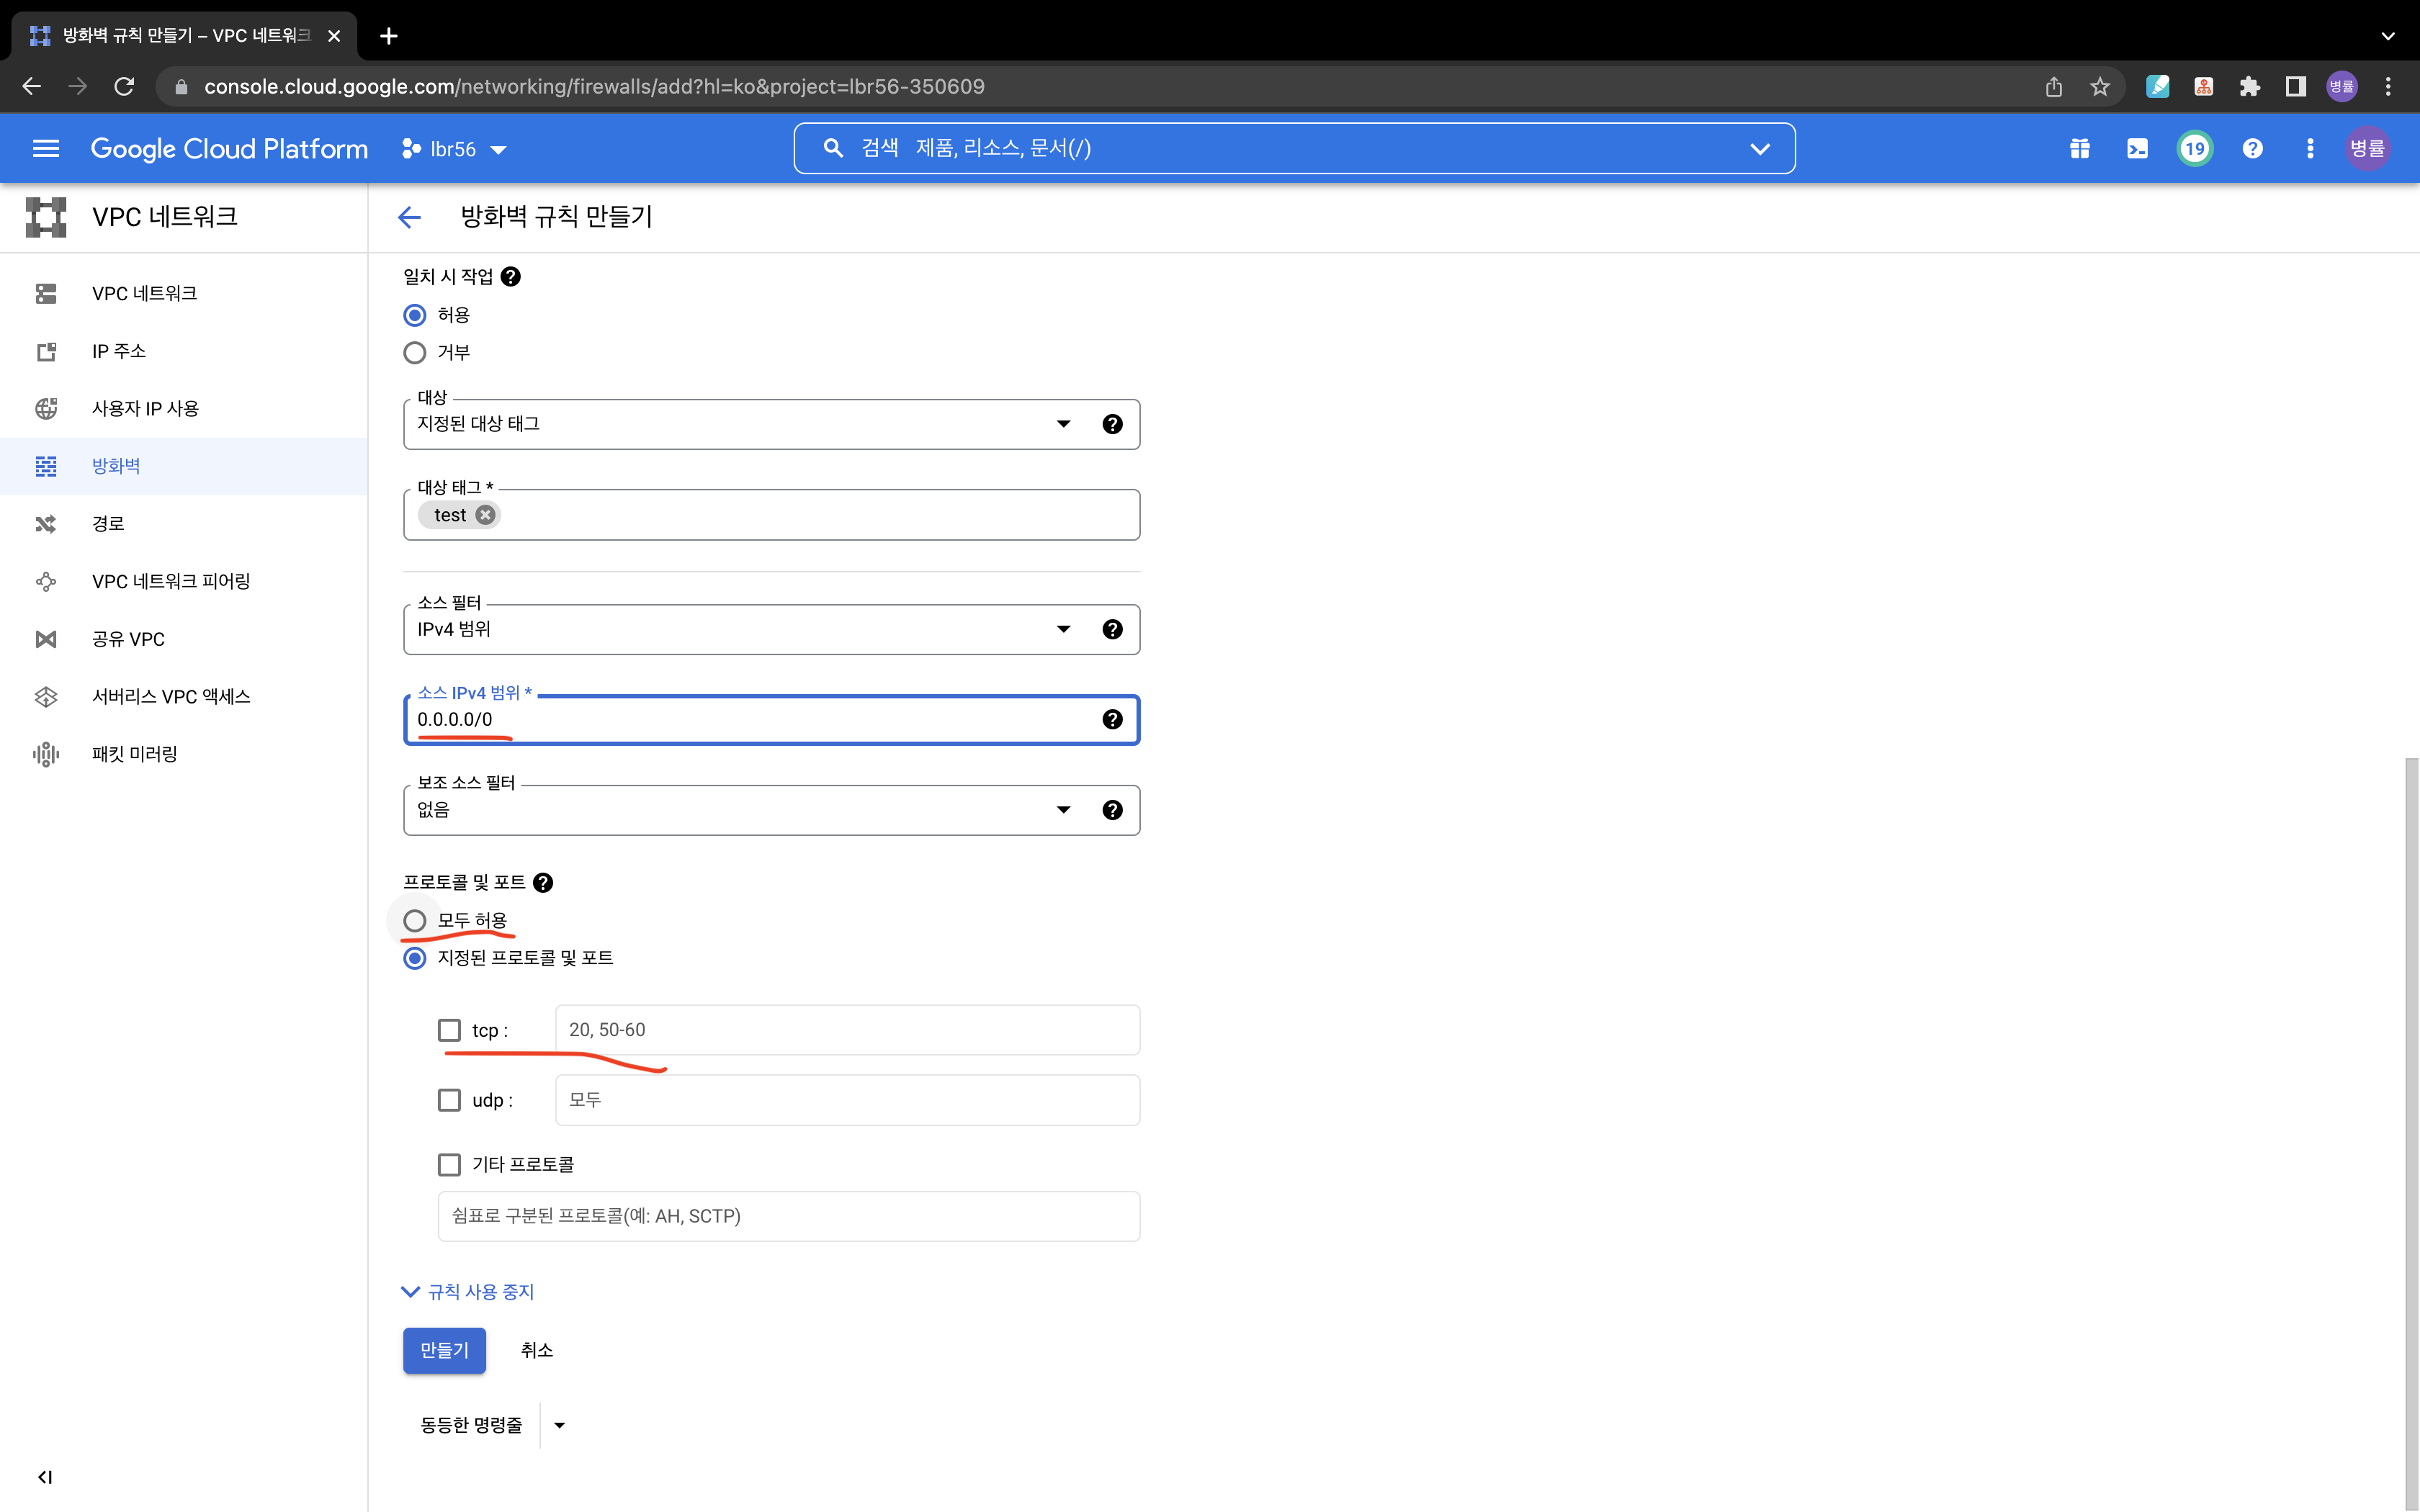 방화벽 규칙 만들기 – VPC 네트워크
console.cloud.google.com/networking/firewalls/add?hl=ko&project=lbr56-350609
병률
Google Cloud Platform
lbr56
검색 제품, 리소스, 문서(/)
19
병률
VPC 네트워크
방화벽 규칙 만들기
VPC 네트워크
IP 주소
사용자 IP 사용
방화벽
경로
VPC 네트워크 피어링
공유 VPC
서버리스 VPC 액세스
패킷 미러링
일치 시 작업
허용
거부
대상
지정된 대상 태그
대상 태그 *
test
소스 필터
IPv4 범위
소스 IPv4 범위 *
0.0.0.0/0
보조 소스 필터
없음
프로토콜 및 포트
모두 허용
지정된 프로토콜 및 포트
tcp : 20, 50-60
udp : 모두
기타 프로토콜
쉼표로 구분된 프로토콜(예: AH, SCTP)
규칙 사용 중지
만들기 취소
동등한 명령줄